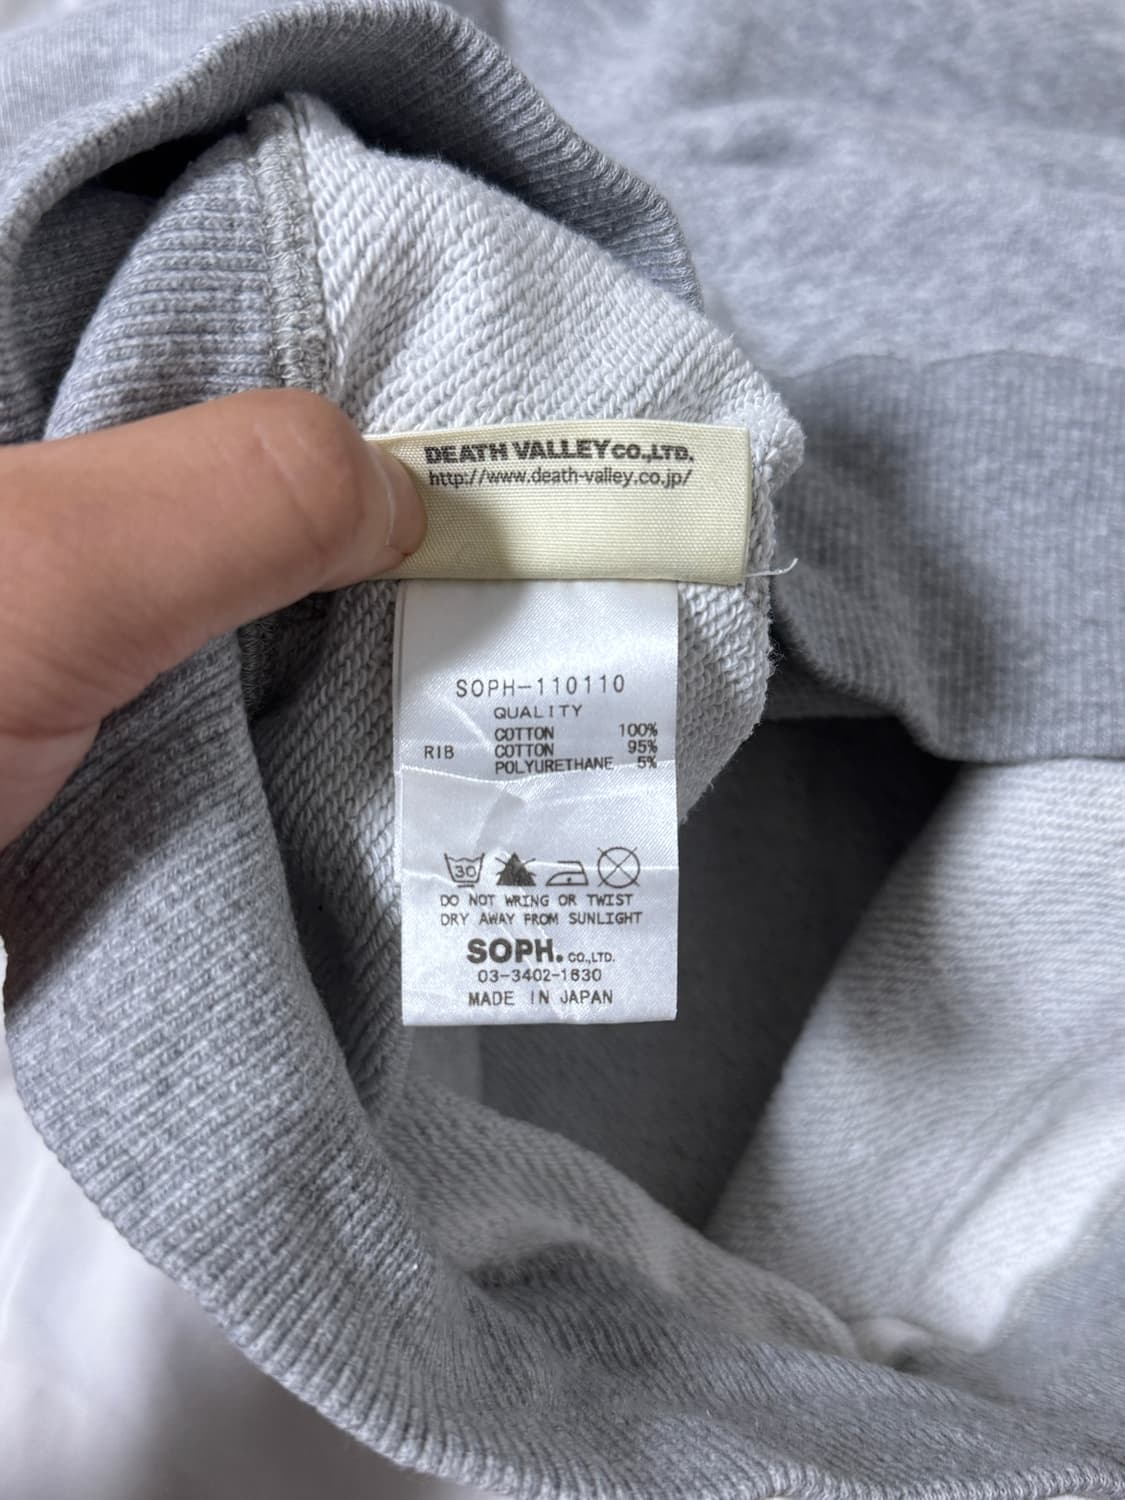 DEATH VALLEY CO.,LTD.
http://www.death-valley.co.jp/
SOPH-110110
QUALITY
COTTON 100%
RIB COTTON 95%
POLYURETHANE 5%
30
DO NOT WRING OR TWIST
DRY AWAY FROM SUNLIGHT
SOPH. CO.,LTD.
03-3402-1630
MADE IN JAPAN